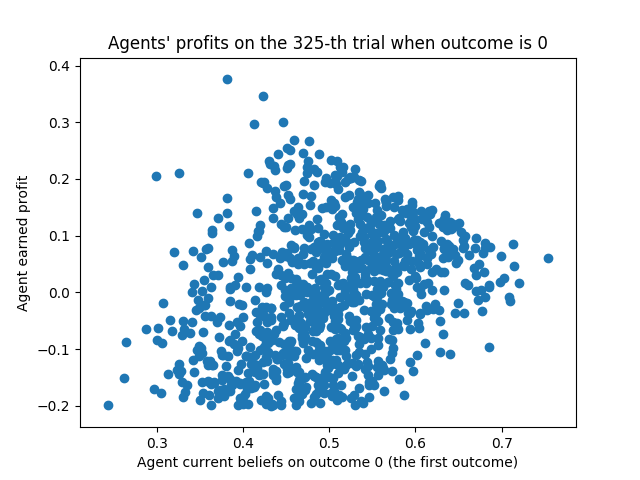 Agents' profits on the 325-th trial when outcome is 0
0.4
0.3
0.2
0.1
0.0
−0.1
−0.2
Agent earned profit
0.3 0.4 0.5 0.6 0.7
Agent current beliefs on outcome 0 (the first outcome)